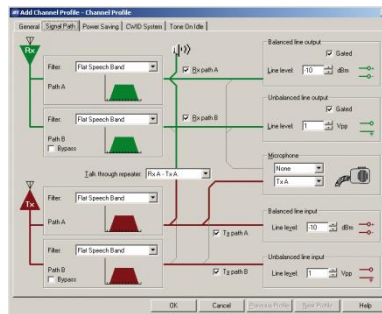 Add Channel Profile - Channel Profile
General Signal Path Power Saving CWID System Tone On Idle
Rx
Filter: Flat Speech Band
Path A
Filter: Flat Speech Band
Path B
Bypass
Rx path A
Rx path B
Balanced line output
Gated
Line level: -10 dBm
Unbalanced line output
Gated
Line level: 1 Vpp
Microphone
None
Tx A
Talk through repeater: Rx A - Tx A
Tx
Filter: Flat Speech Band
Path A
Filter: Flat Speech Band
Path B
Bypass
Tx path A
Tx path B
Balanced line input
Line level: -10 dBm
Unbalanced line input
Line level: 1 Vpp
OK Cancel Previous Profile Next Profile Help